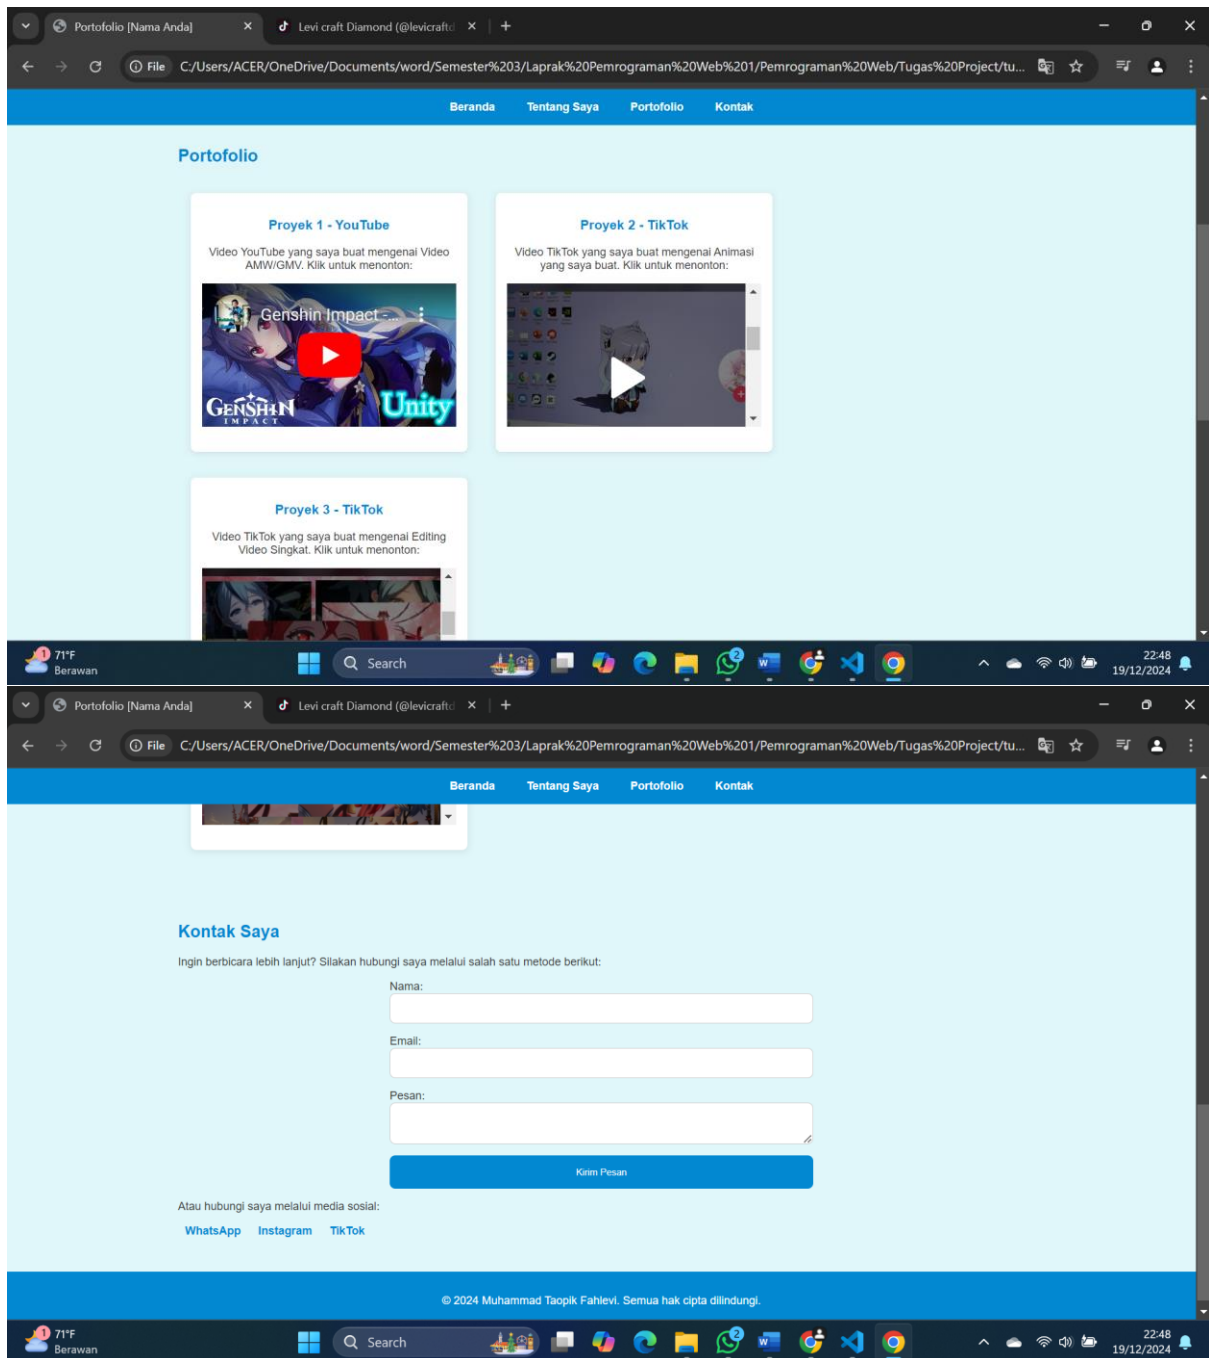 Portofolio [Nama Anda]
Levi craft Diamond (@levicraftd
File
C:/Users/ACER/OneDrive/Documents/word/Semester%203/Laprak%20Pemrograman%20Web%201/Pemrograman%20Web/Tugas%20Project/tu...
Beranda Tentang Saya Portofolio Kontak
Portofolio
Proyek 1 - YouTube
Video YouTube yang saya buat mengenai Video
AMW/GMV. Klik untuk menonton:
Genshin Impact -...
GENSHIN
IMPACT
Unity
Proyek 2 - TikTok
Video TikTok yang saya buat mengenai Animasi
yang saya buat. Klik untuk menonton:
Proyek 3 - TikTok
Video TikTok yang saya buat mengenai Editing
Video Singkat. Klik untuk menonton:
1
71°F
Berawan
Search
2
22:48
19/12/2024
Portofolio [Nama Anda]
Levi craft Diamond (@levicraftd
File
C:/Users/ACER/OneDrive/Documents/word/Semester%203/Laprak%20Pemrograman%20Web%201/Pemrograman%20Web/Tugas%20Project/tu...
Beranda Tentang Saya Portofolio Kontak
Kontak Saya
Ingin berbicara lebih lanjut? Silakan hubungi saya melalui salah satu metode berikut:
Nama:
Email:
Pesan:
Kirim Pesan
Atau hubungi saya melalui media sosial:
WhatsApp Instagram TikTok
© 2024 Muhammad Taopik Fahlevi. Semua hak cipta dilindungi.
1
71°F
Berawan
Search
2
22:48
19/12/2024